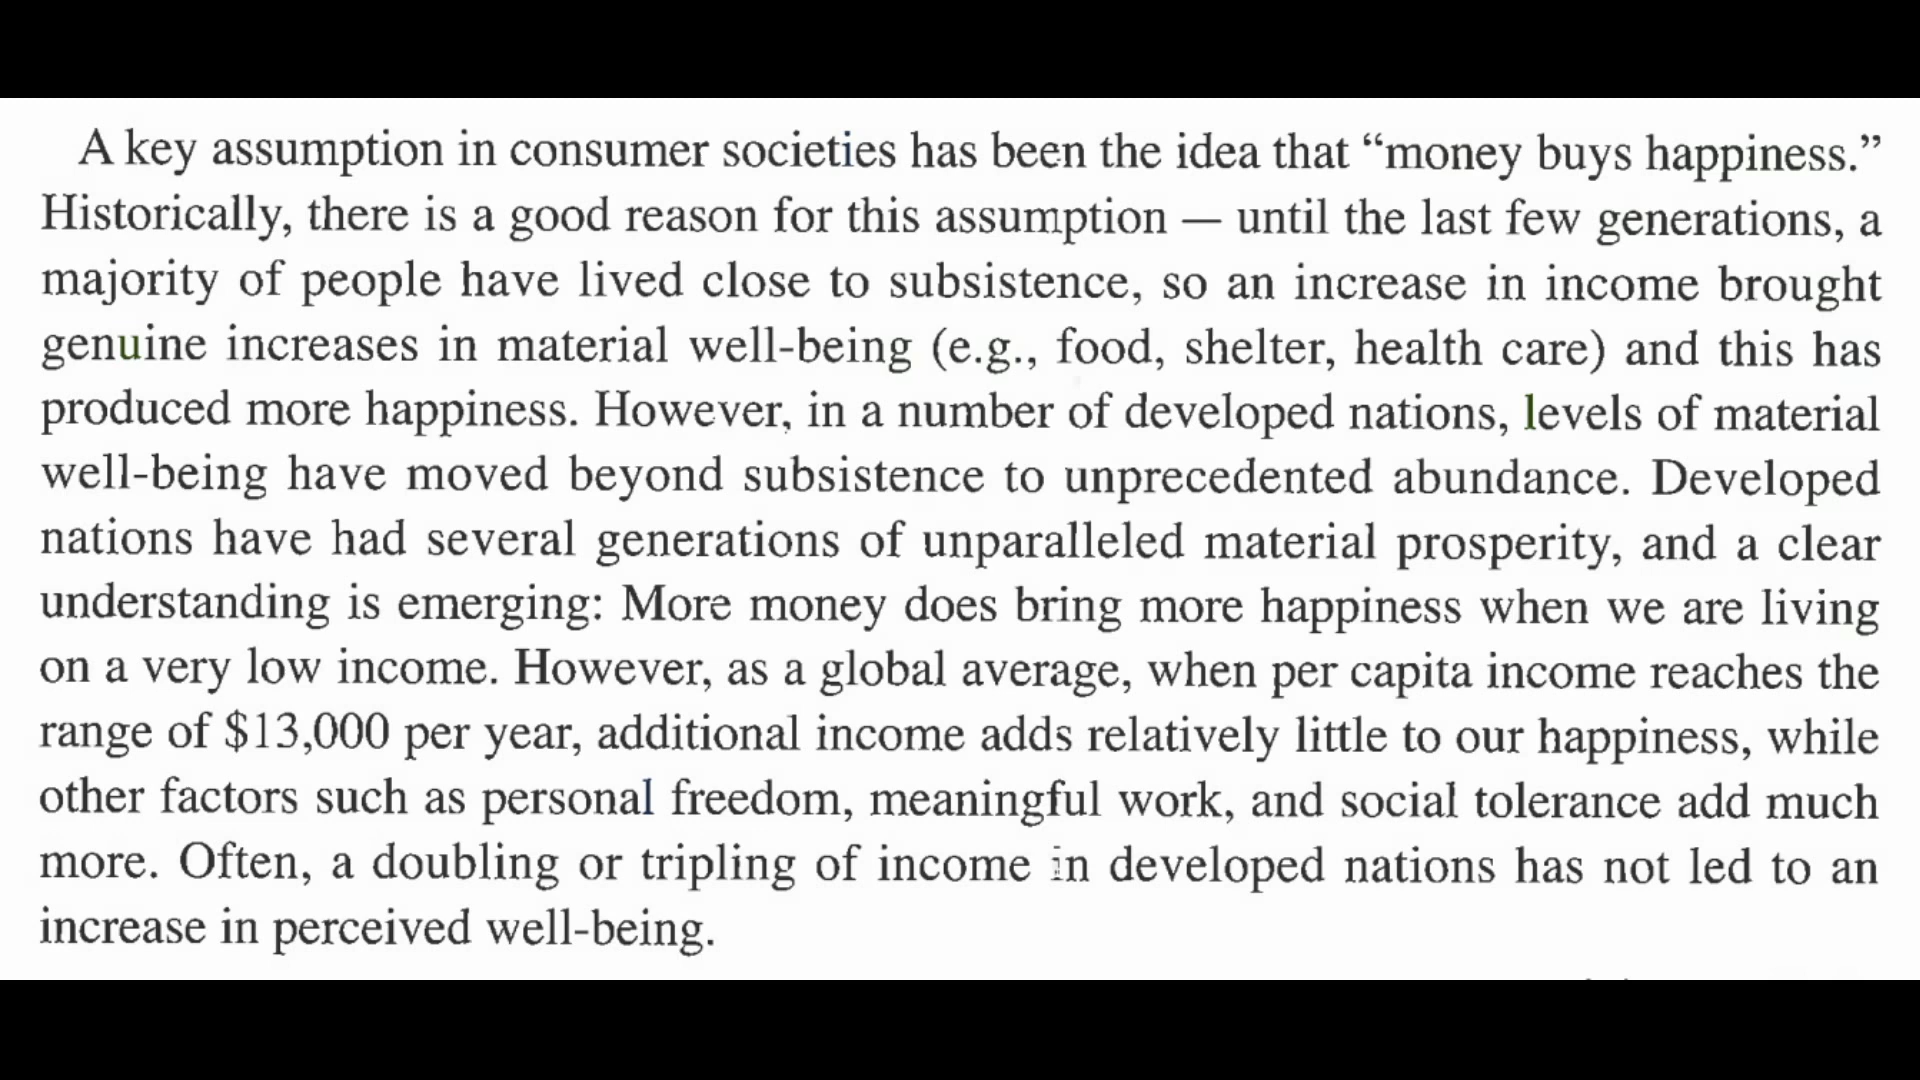 A key assumption in consumer societies has been the idea that “money buys happiness.”
Historically, there is a good reason for this assumption — until the last few generations, a
majority of people have lived close to subsistence, so an increase in income brought
genuine increases in material well-being (e.g., food, shelter, health care) and this has
produced more happiness. However, in a number of developed nations, levels of material
well-being have moved beyond subsistence to unprecedented abundance. Developed
nations have had several generations of unparalleled material prosperity, and a clear
understanding is emerging: More money does bring more happiness when we are living
on a very low income. However, as a global average, when per capita income reaches the
range of $13,000 per year, additional income adds relatively little to our happiness, while
other factors such as personal freedom, meaningful work, and social tolerance add much
more. Often, a doubling or tripling of income in developed nations has not led to an
increase in perceived well-being.